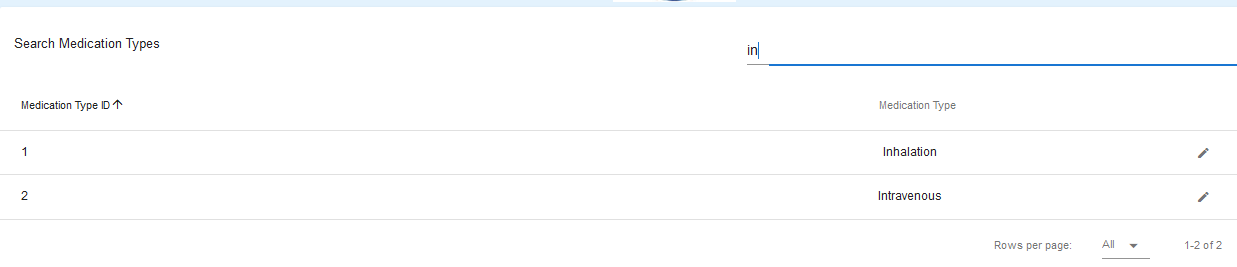 Search Medication Types
in
Medication Type ID Medication Type
1 Inhalation
2 Intravenous
Rows per page: All 1-2 of 2